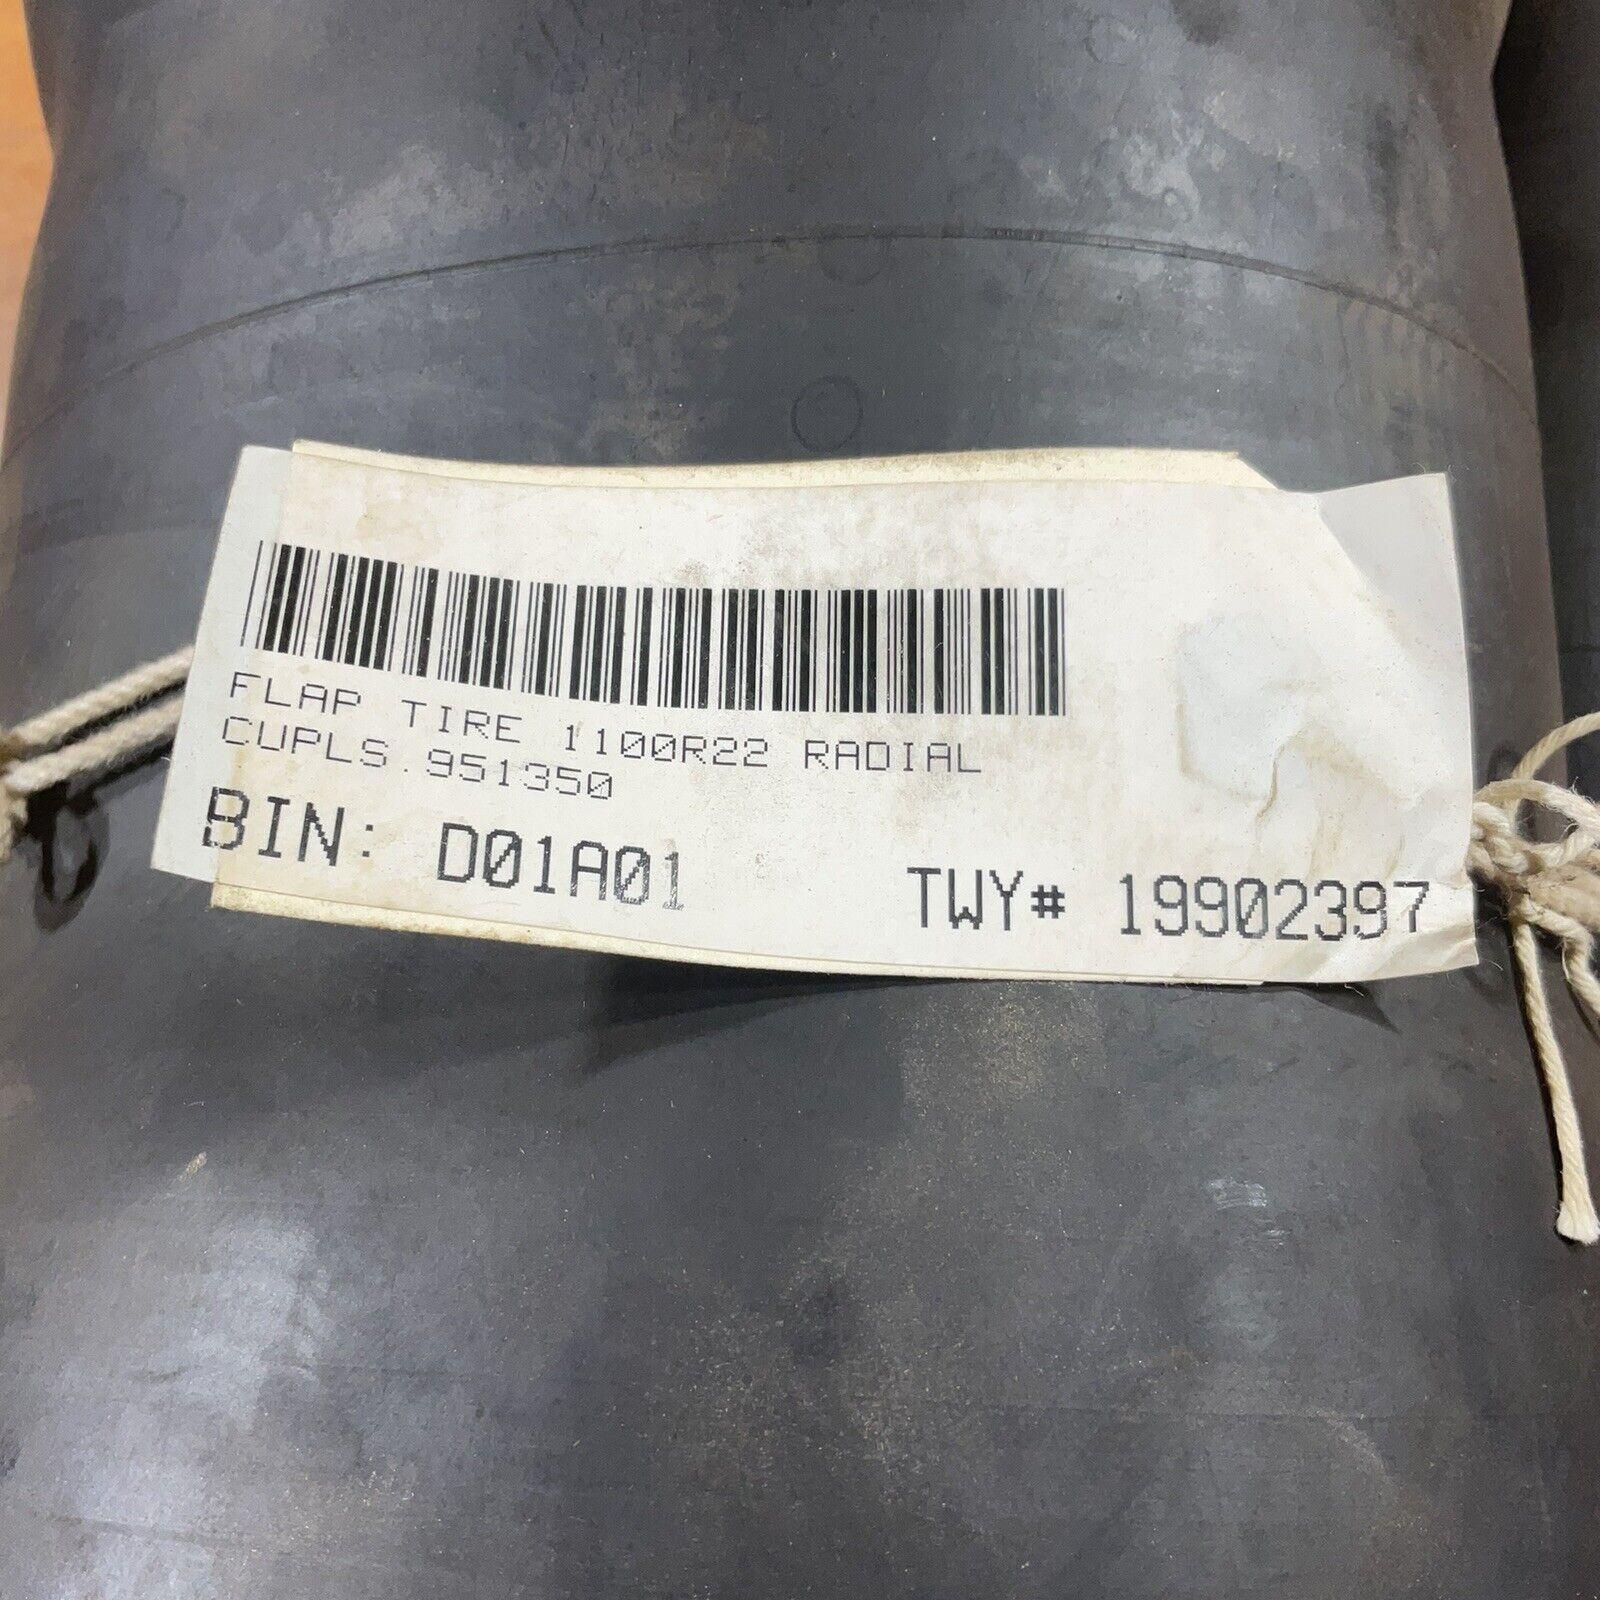 FLAP TIRE 1100R22 RADIAL
CUPLS.951350
BIN: D01A01
TWY# 19902397